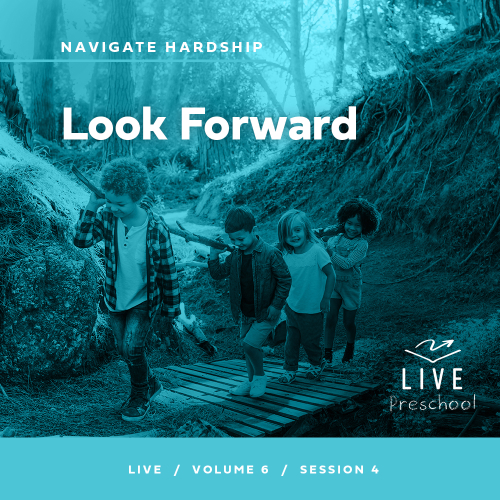 NAVIGATE HARDSHIP
Look Forward
LIVE
Preschool
LIVE / VOLUME 6 / SESSION 4